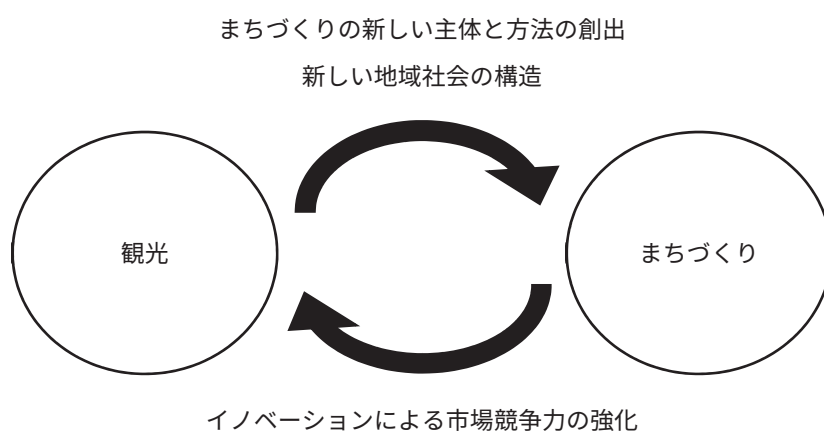 まちづくりの新しい主体と方法の創出
新しい地域社会の構造
観光
まちづくり
イノベーションによる市場競争力の強化